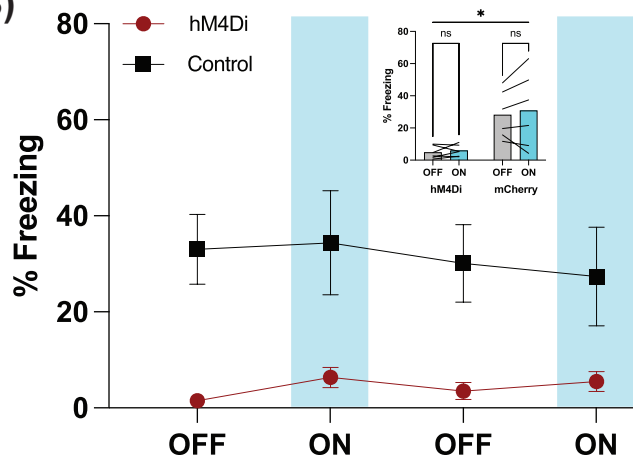 )
hM4Di
Control
% Freezing
80
60
40
20
0
OFF ON OFF ON
*
ns ns
% Freezing
80
60
40
20
0
OFF ON OFF ON
hM4Di mCherry